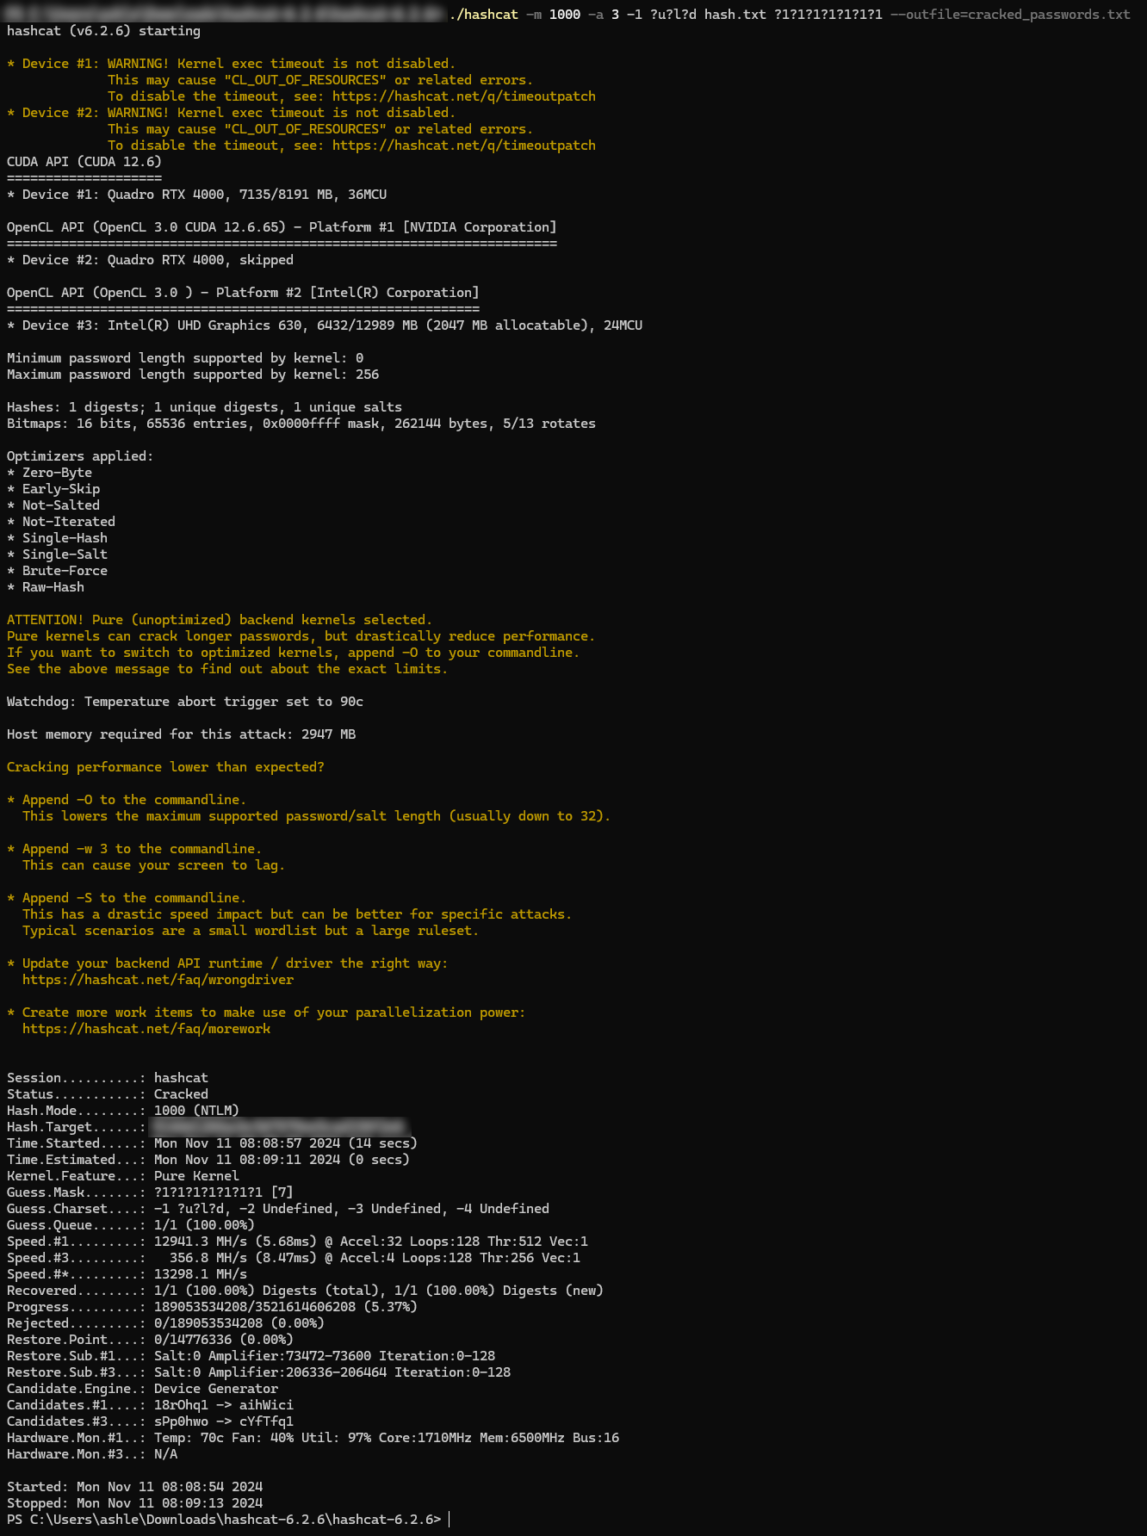 ./hashcat -m 1000 -a 3 -1 ?u?l?d hash.txt ?1?1?1?1?1?1?1 --outfile=cracked_passwords.txt
hashcat (v6.2.6) starting
* Device #1: WARNING! Kernel exec timeout is not disabled.
This may cause "CL_OUT_OF_RESOURCES" or related errors.
To disable the timeout, see: https://hashcat.net/q/timeoutpatch
* Device #2: WARNING! Kernel exec timeout is not disabled.
This may cause "CL_OUT_OF_RESOURCES" or related errors.
To disable the timeout, see: https://hashcat.net/q/timeoutpatch
CUDA API (CUDA 12.6)
====================
* Device #1: Quadro RTX 4000, 7135/8191 MB, 36MCU
OpenCL API (OpenCL 3.0 CUDA 12.6.65) - Platform #1 [NVIDIA Corporation]
=======================================================================
* Device #2: Quadro RTX 4000, skipped
OpenCL API (OpenCL 3.0 ) - Platform #2 [Intel(R) Corporation]
=============================================================
* Device #3: Intel(R) UHD Graphics 630, 6432/12989 MB (2047 MB allocatable), 24MCU
Minimum password length supported by kernel: 0
Maximum password length supported by kernel: 256
Hashes: 1 digests; 1 unique digests, 1 unique salts
Bitmaps: 16 bits, 65536 entries, 0x0000ffff mask, 262144 bytes, 5/13 rotates
Optimizers applied:
* Zero-Byte
* Early-Skip
* Not-Salted
* Not-Iterated
* Single-Hash
* Single-Salt
* Brute-Force
* Raw-Hash
ATTENTION! Pure (unoptimized) backend kernels selected.
Pure kernels can crack longer passwords, but drastically reduce performance.
If you want to switch to optimized kernels, append -O to your commandline.
See the above message to find out about the exact limits.
Watchdog: Temperature abort trigger set to 90c
Host memory required for this attack: 2947 MB
Cracking performance lower than expected?
* Append -O to the commandline.
This lowers the maximum supported password/salt length (usually down to 32).
* Append -w 3 to the commandline.
This can cause your screen to lag.
* Append -S to the commandline.
This has a drastic speed impact but can be better for specific attacks.
Typical scenarios are a small wordlist but a large ruleset.
* Update your backend API runtime / driver the right way:
https://hashcat.net/faq/wrongdriver
* Create more work items to make use of your parallelization power:
https://hashcat.net/faq/morework
Session..........: hashcat
Status...........: Cracked
Hash.Mode........: 1000 (NTLM)
Hash.Target......:
Time.Started.....: Mon Nov 11 08:08:57 2024 (14 secs)
Time.Estimated...: Mon Nov 11 08:09:11 2024 (0 secs)
Kernel.Feature...: Pure Kernel
Guess.Mask.......: ?1?1?1?1?1?1?1 [7]
Guess.Charset....: -1 ?u?l?d, -2 Undefined, -3 Undefined, -4 Undefined
Guess.Queue......: 1/1 (100.00%)
Speed.#1.........: 12941.3 MH/s (5.68ms) @ Accel:32 Loops:128 Thr:512 Vec:1
Speed.#3.........: 356.8 MH/s (8.47ms) @ Accel:4 Loops:128 Thr:256 Vec:1
Speed.#*.........: 13298.1 MH/s
Recovered........: 1/1 (100.00%) Digests (total), 1/1 (100.00%) Digests (new)
Progress.........: 189053534208/3521614606208 (5.37%)
Rejected.........: 0/189053534208 (0.00%)
Restore.Point....: 0/14776336 (0.00%)
Restore.Sub.#1...: Salt:0 Amplifier:73472-73600 Iteration:0-128
Restore.Sub.#3...: Salt:0 Amplifier:206336-206464 Iteration:0-128
Candidate.Engine.: Device Generator
Candidates.#1....: 18rOhq1 -> aihWici
Candidates.#3....: sPp0hwo -> cYfTfq1
Hardware.Mon.#1..: Temp: 70c Fan: 40% Util: 97% Core:1710MHz Mem:6500MHz Bus:16
Hardware.Mon.#3..: N/A
Started: Mon Nov 11 08:08:54 2024
Stopped: Mon Nov 11 08:09:13 2024
PS C:\Users\ashle\Downloads\hashcat-6.2.6\hashcat-6.2.6>